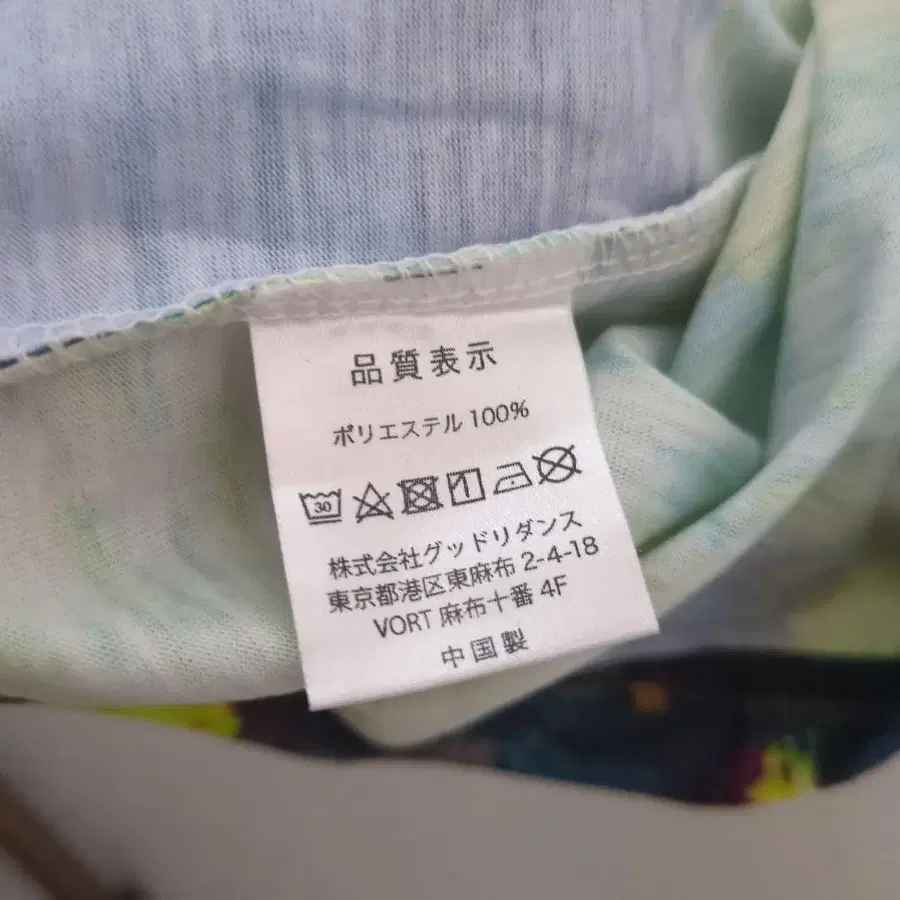 品質表示
ポリエステル 100%
30
株式会社グッドリダンス
東京都港区東麻布 2-4-18
VORT 麻布十番 4F
中国製